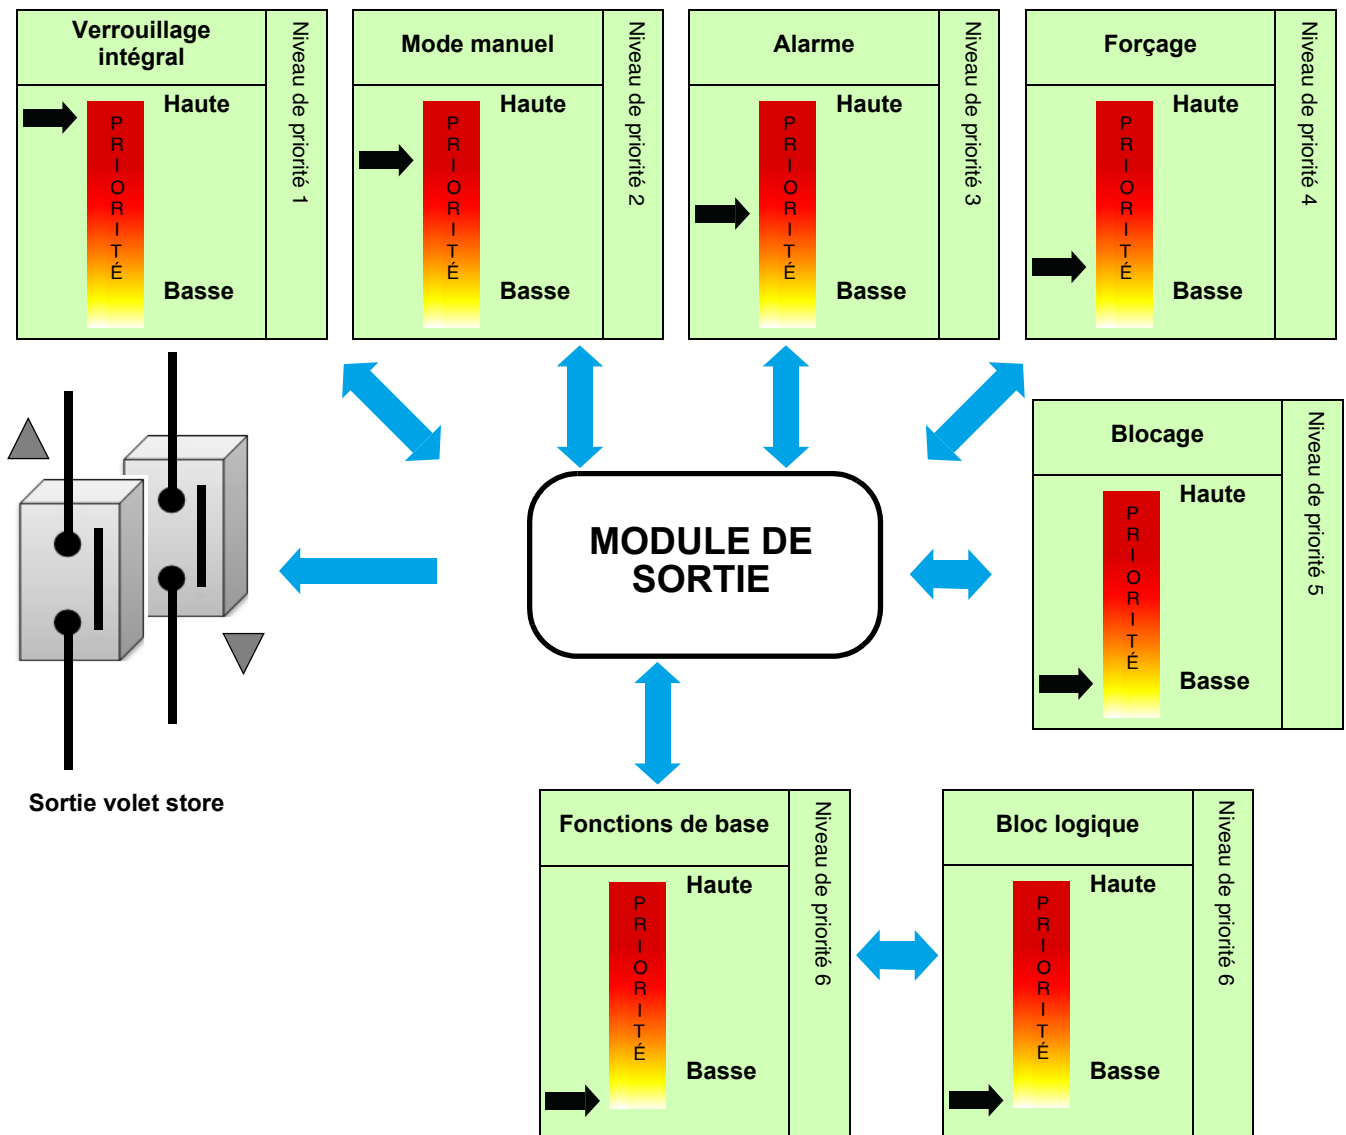 Verrouillage
intégral
Niveau de priorité 1
Haute
PRIORITÉ
Basse
Mode manuel
Niveau de priorité 2
Haute
PRIORITÉ
Basse
Alarme
Niveau de priorité 3
Haute
PRIORITÉ
Basse
Forçage
Niveau de priorité 4
Haute
PRIORITÉ
Basse
Blocage
Niveau de priorité 5
Haute
PRIORITÉ
Basse
MODULE DE
SORTIE
Sortie volet store
Fonctions de base
Niveau de priorité 6
Haute
PRIORITÉ
Basse
Bloc logique
Niveau de priorité 6
Haute
PRIORITÉ
Basse